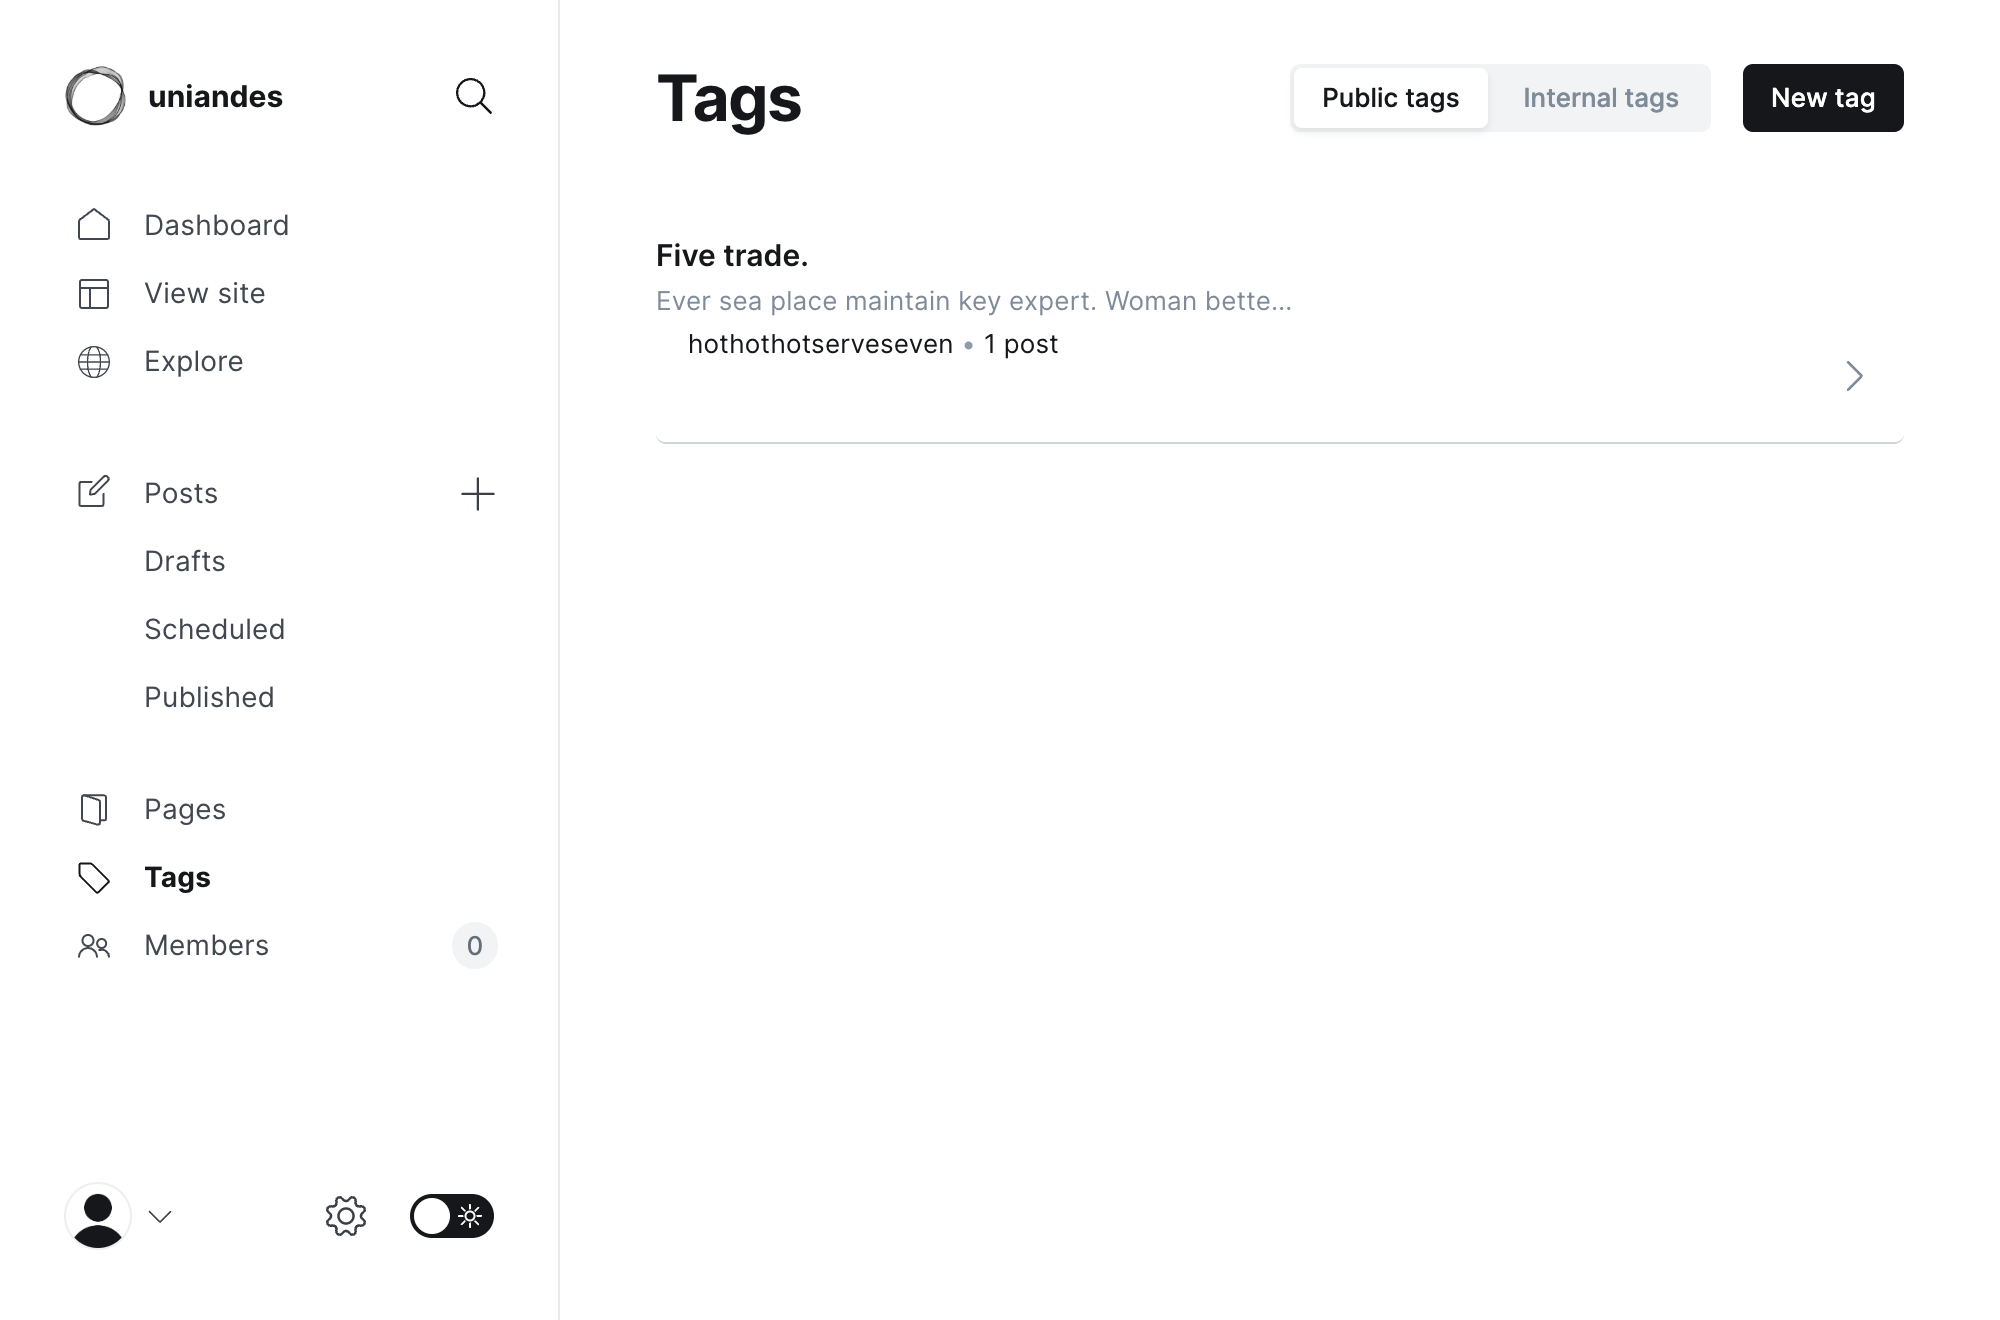 uniandes
Dashboard
View site
Explore
Posts
Drafts
Scheduled
Published
Pages
Tags
Members
0
Tags
Public tags
Internal tags
New tag
Five trade.
Ever sea place maintain key expert. Woman bette...
hothothotserveseven • 1 post